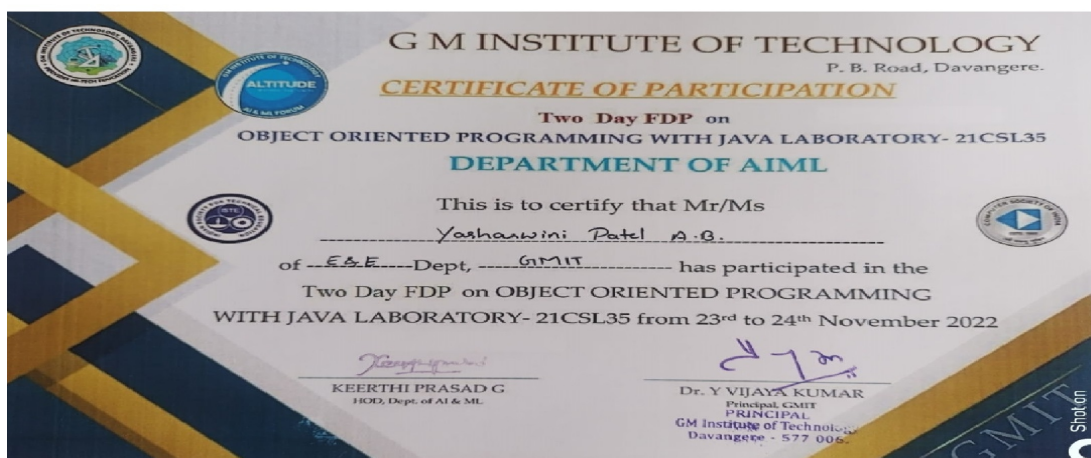 G M INSTITUTE OF TECHNOLOGY
P. B. Road, Davangere.
ALTITUDE
AI & ML FORUM
CERTIFICATE OF PARTICIPATION
Two Day FDP on
OBJECT ORIENTED PROGRAMMING WITH JAVA LABORATORY- 21CSL35
DEPARTMENT OF AIML
ISTE
This is to certify that Mr/Ms
Yashaswini Patel A.B.
of E&E Dept, GMIT has participated in the
Two Day FDP on OBJECT ORIENTED PROGRAMMING
WITH JAVA LABORATORY- 21CSL35 from 23rd to 24th November 2022
KEERTHI PRASAD G
HOD, Dept. of AI & ML
Dr. Y VIJAYA KUMAR
Principal, GMIT
PRINCIPAL
GM Institute of Technology
Davangere - 577 006.
GMIT
Shot on